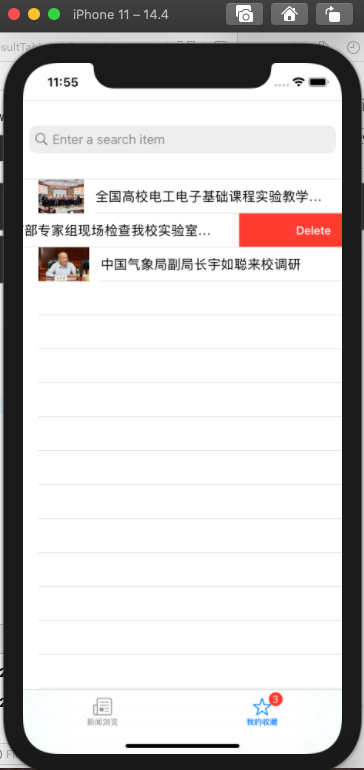 iPhone 11 – 14.4
11:55
Enter a search item
全国高校电工电子基础课程实验教学...
部专家组现场检查我校实验室...
Delete
中国气象局副局长宇如聪来校调研
新闻浏览
3
我的收藏